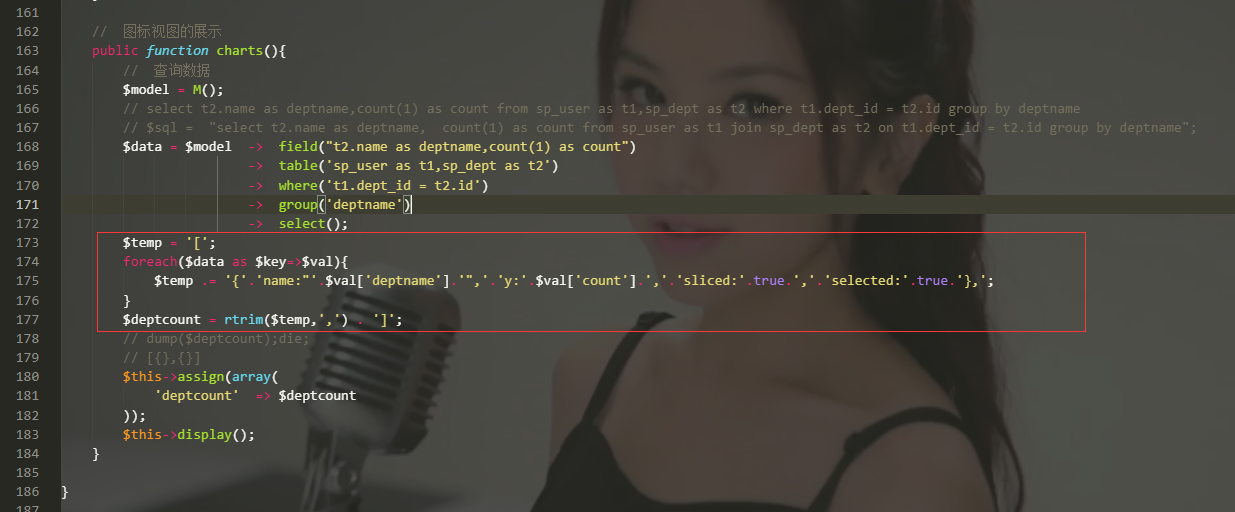 161
162 //  图标视图的展示
163 public function charts(){
164 //  查询数据
165 $model = M();
166 // select t2.name as deptname,count(1) as count from sp_user as t1,sp_dept as t2 where t1.dept_id = t2.id group by deptname
167 // $sql =  "select t2.name as deptname,  count(1) as count from sp_user as t1 join sp_dept as t2 on t1.dept_id = t2.id group by deptname";
168 $data = $model  ->  field("t2.name as deptname,count(1) as count")
169 ->  table('sp_user as t1,sp_dept as t2')
170 ->  where('t1.dept_id = t2.id')
171 ->  group('deptname')
172 ->  select();
173 $temp = '[';
174 foreach($data as $key=>$val){
175 $temp .= '{'.'name:"'.$val['deptname'].'",'.'y:'.$val['count'].','.'sliced:'.true.','.'selected:'.true.'},';
176 }
177 $deptcount = rtrim($temp,',') . ']';
178 // dump($deptcount);die;
179 // [{},{}]
180 $this->assign(array(
181 'deptcount'  => $deptcount
182 ));
183 $this->display();
184 }
185
186 }
187